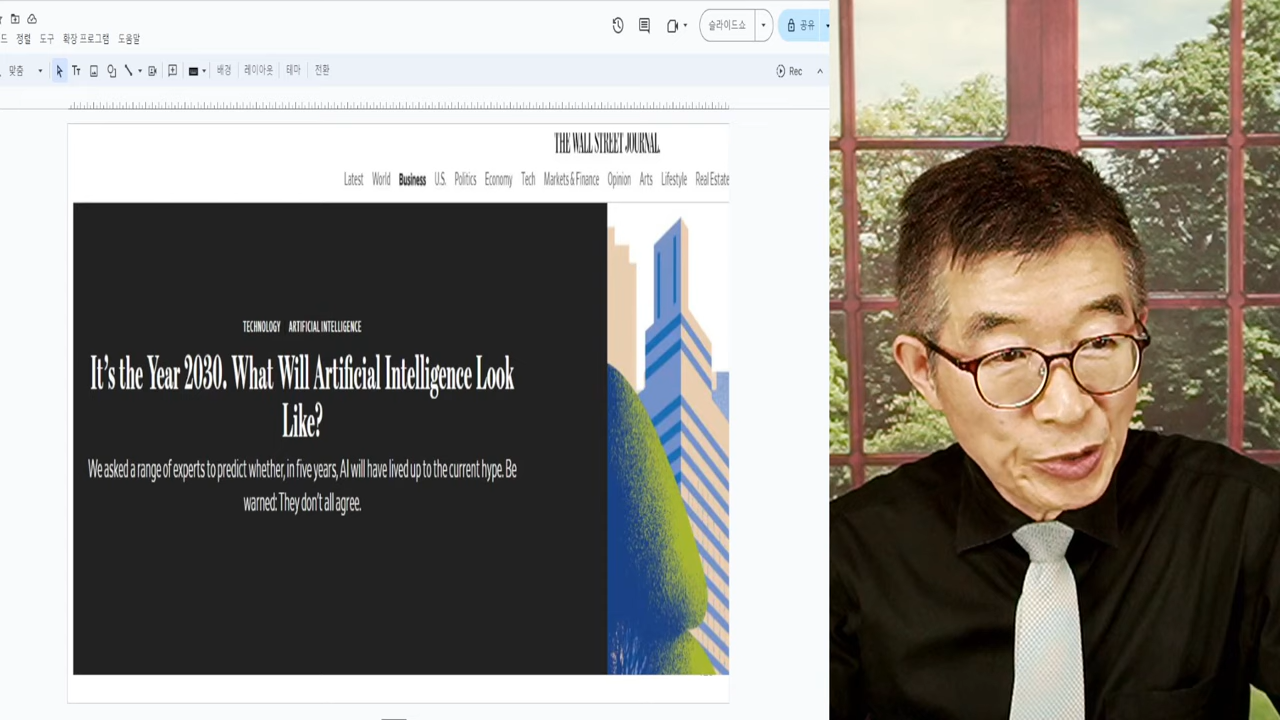 슬라이드쇼
공유
정렬 도구 확장 프로그램 도움말
맞춤
Tт
배경 레이아웃 테마 전환
Rec
THE WALL STREET JOURNAL.
Latest World Business U.S. Politics Economy Tech Markets & Finance Opinion Arts Lifestyle Real Estate
TECHNOLOGY ARTIFICIAL INTELLIGENCE
It's the Year 2030. What Will Artificial Intelligence Look
Like?
We asked a range of experts to predict whether, in five years, AI will have lived up to the current hype. Be
warned: They don't all agree.